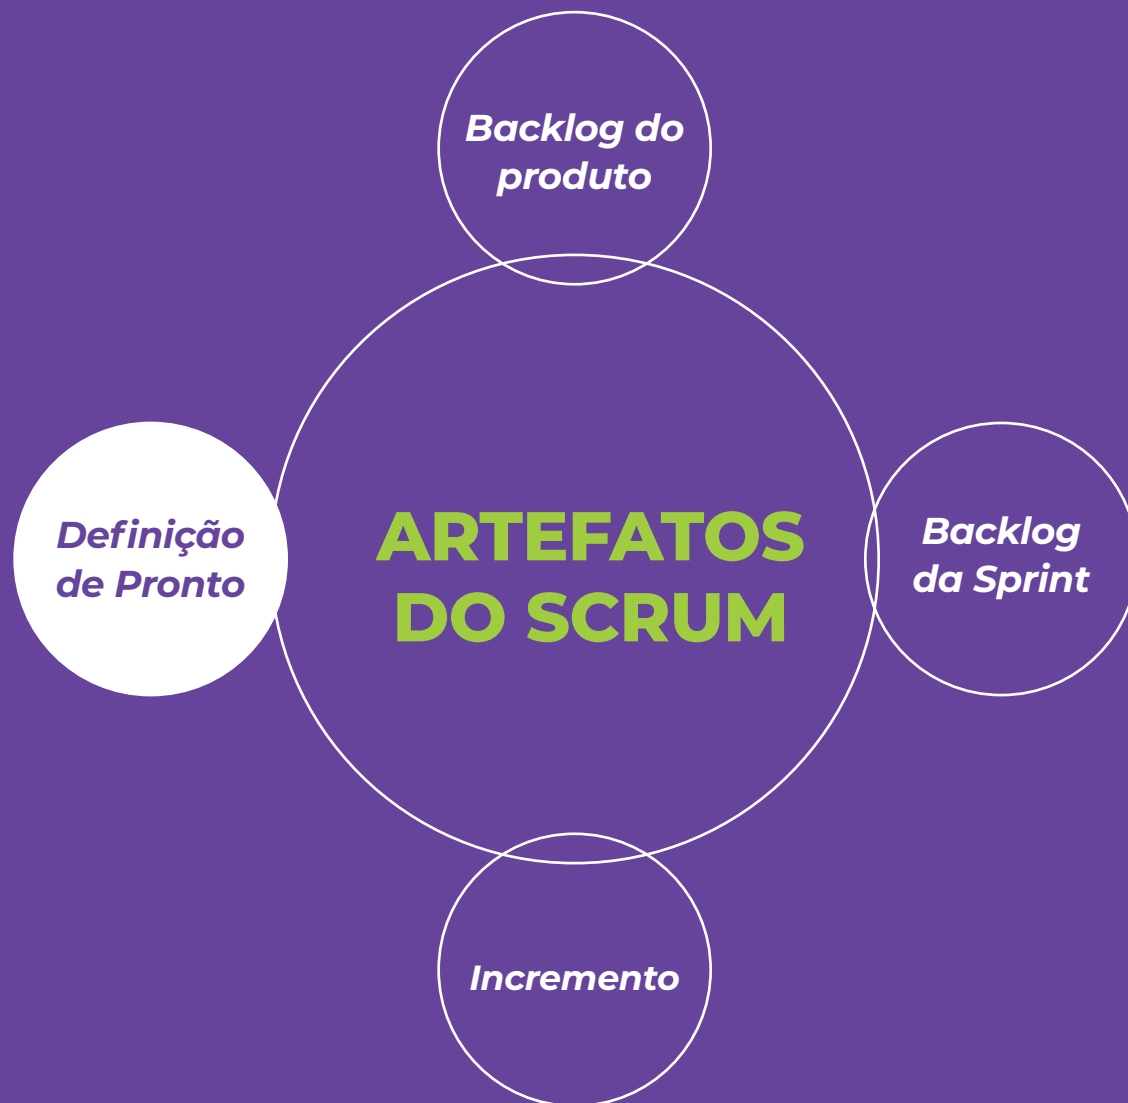 Backlog do
produto
Definição
de Pronto
ARTEFATOS
DO SCRUM
Backlog
da Sprint
Incremento